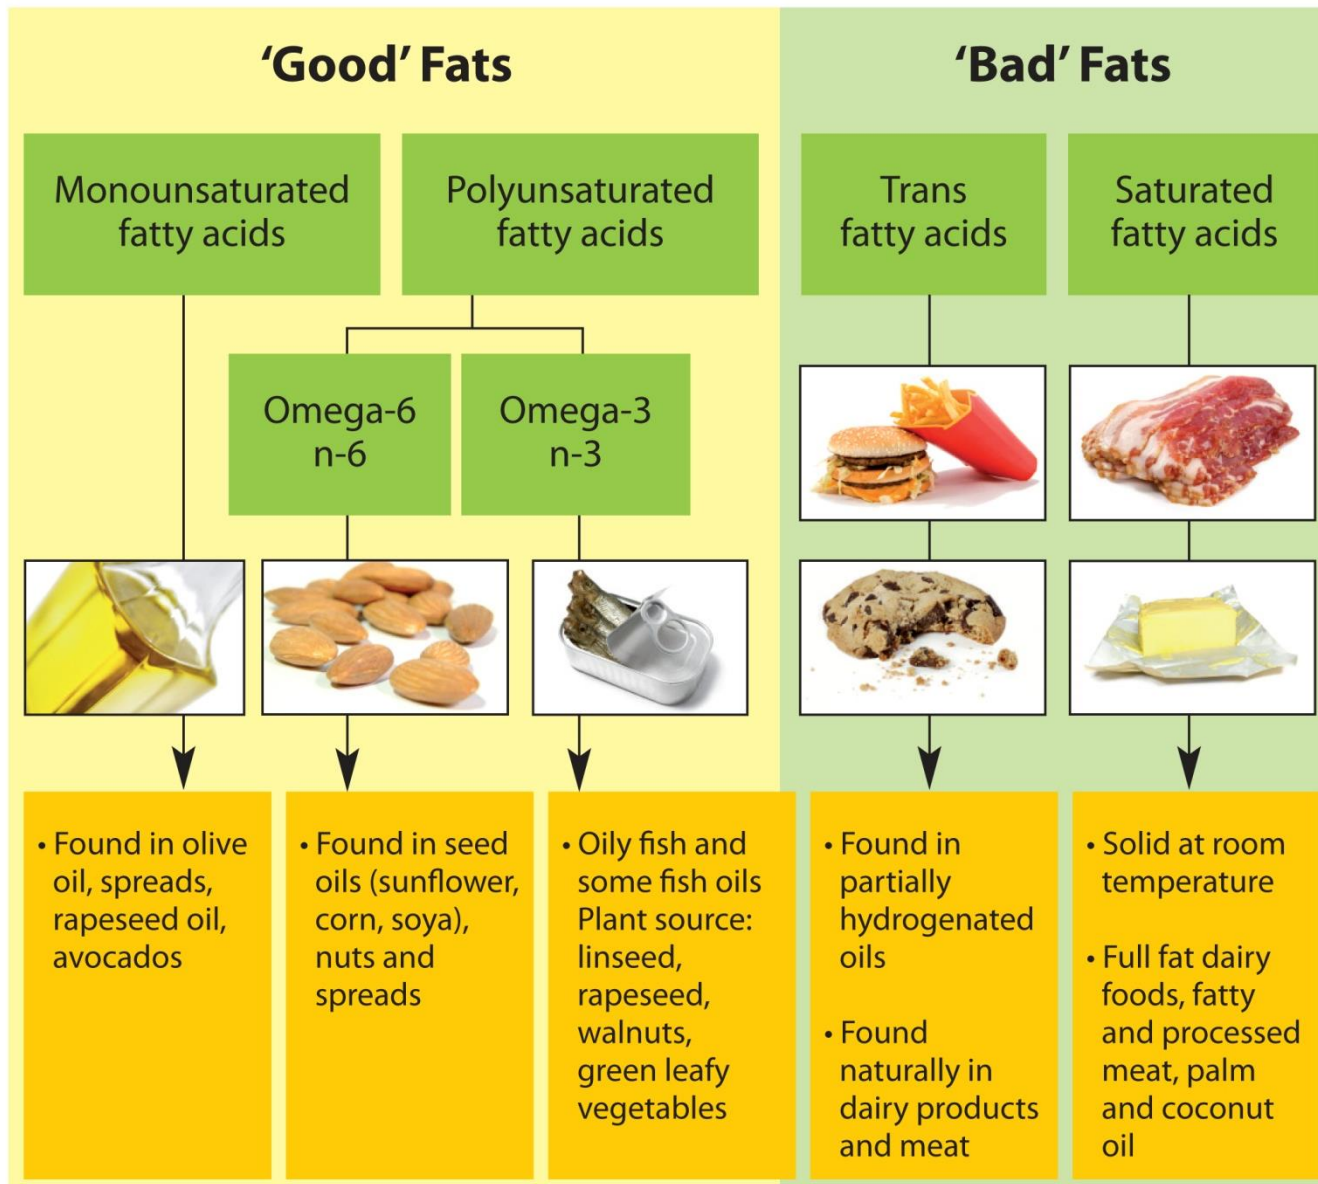 ‘Good’ Fats
‘Bad’ Fats
Monounsaturated
fatty acids
Polyunsaturated
fatty acids
Trans
fatty acids
Saturated
fatty acids
Omega-6
n-6
Omega-3
n-3
• Found in olive
oil, spreads,
rapeseed oil,
avocados
• Found in seed
oils (sunflower,
corn, soya),
nuts and
spreads
• Oily fish and
some fish oils
Plant source:
linseed,
rapeseed,
walnuts,
green leafy
vegetables
• Found in
partially
hydrogenated
oils
• Found
naturally in
dairy products
and meat
• Solid at room
temperature
• Full fat dairy
foods, fatty
and processed
meat, palm
and coconut
oil